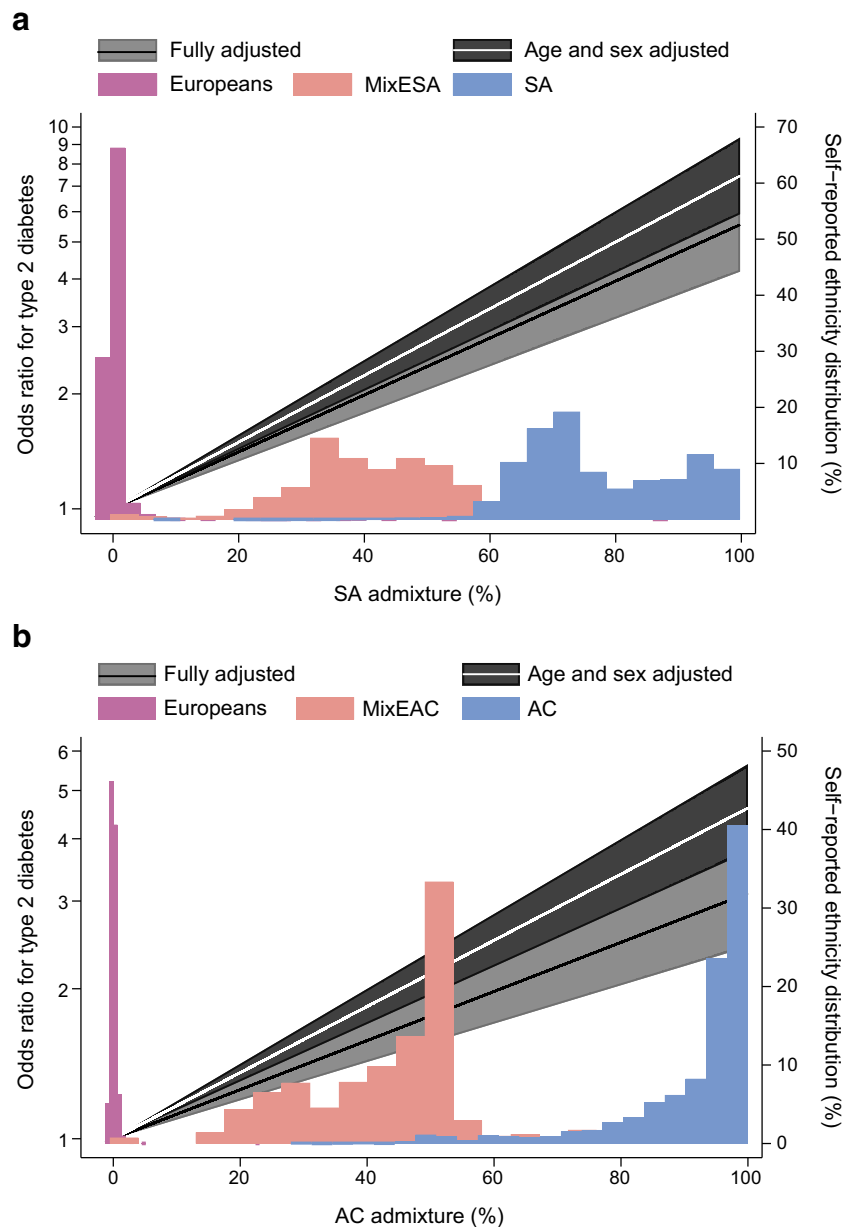 a
Fully adjusted Age and sex adjusted
Europeans MixESA SA
Odds ratio for type 2 diabetes
10
9
8
7
6
5
4
3
2
1
70
60
50
40
30
20
10
Self-reported ethnicity distribution (%)
0 20 40 60 80 100
SA admixture (%)
b
Fully adjusted Age and sex adjusted
Europeans MixEAC AC
Odds ratio for type 2 diabetes
6
5
4
3
2
1
50
40
30
20
10
0
Self-reported ethnicity distribution (%)
0 20 40 60 80 100
AC admixture (%)